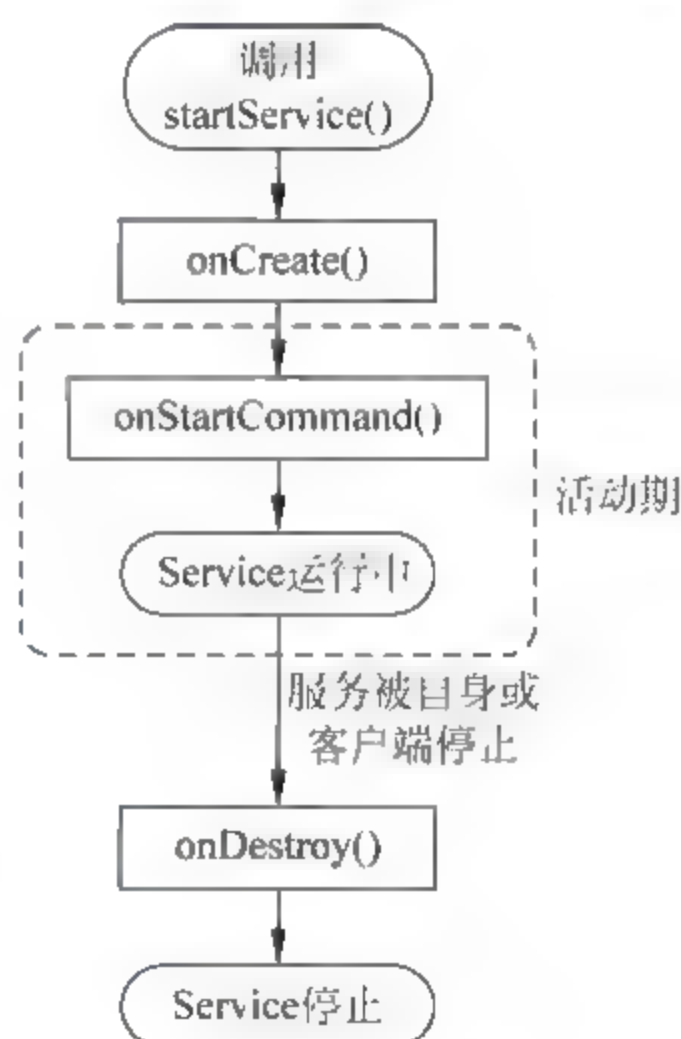 调用
startService()
onCreate()
onStartCommand()
活动期
Service运行中
服务被自身或
客户端停止
onDestroy()
Service停止